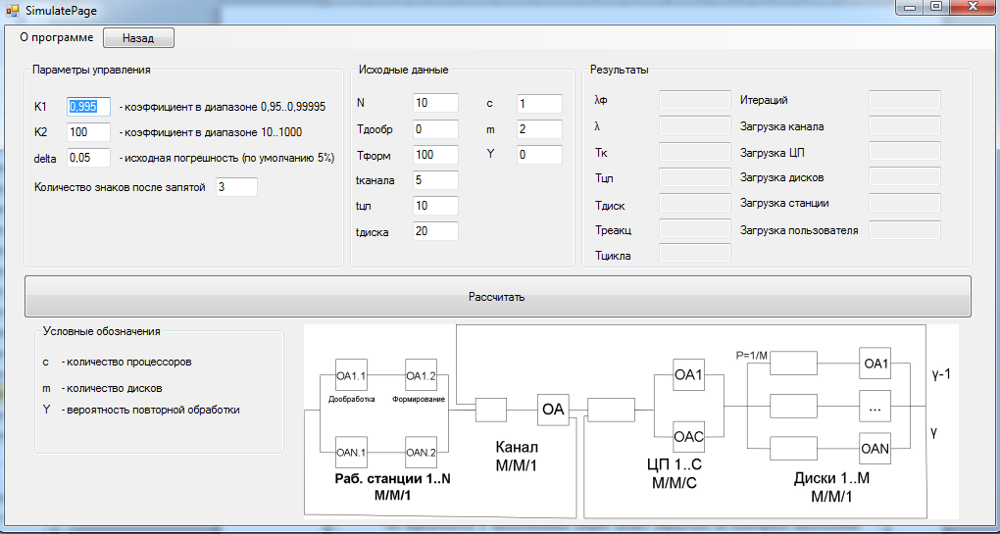 SimulatePage
О программе Назад
Параметры управления
K1 0,995 - коэффициент в диапазоне 0,95..0,99995
K2 100 - коэффициент в диапазоне 10..1000
delta 0,05 - исходная погрешность (по умолчанию 5%)
Количество знаков после запятой 3
Исходные данные
N 10 c 1
Tдообр 0 m 2
Tформ 100 Y 0
tканала 5
tцп 10
tдиска 20
Результаты
λф Итераций
λ Загрузка канала
Tк Загрузка ЦП
Tцп Загрузка дисков
Tдиск Загрузка станции
Tреакц Загрузка пользователя
Tцикла
Рассчитать
Условные обозначения
c - количество процессоров
m - количество дисков
Y - вероятность повторной обработки
OA1.1 OA1.2
Дообработка Формирование
OAN.1 OAN.2
Раб. станции 1..N
M/M/1
OA
Канал
M/M/1
OA1
OAC
ЦП 1..C
M/M/C
P=1/M
OA1
...
OAN
Диски 1..M
M/M/1
γ-1
γ